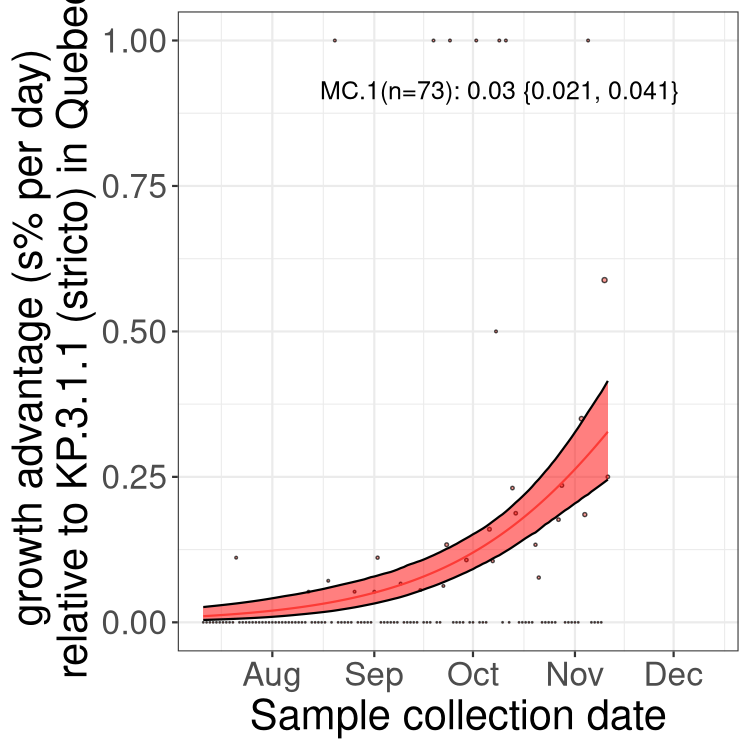 growth advantage (s% per day)
relative to KP.3.1.1 (stricto) in Quebec
1.00
0.75
0.50
0.25
0.00
MC.1(n=73): 0.03 {0.021, 0.041}
Aug Sep Oct Nov Dec
Sample collection date